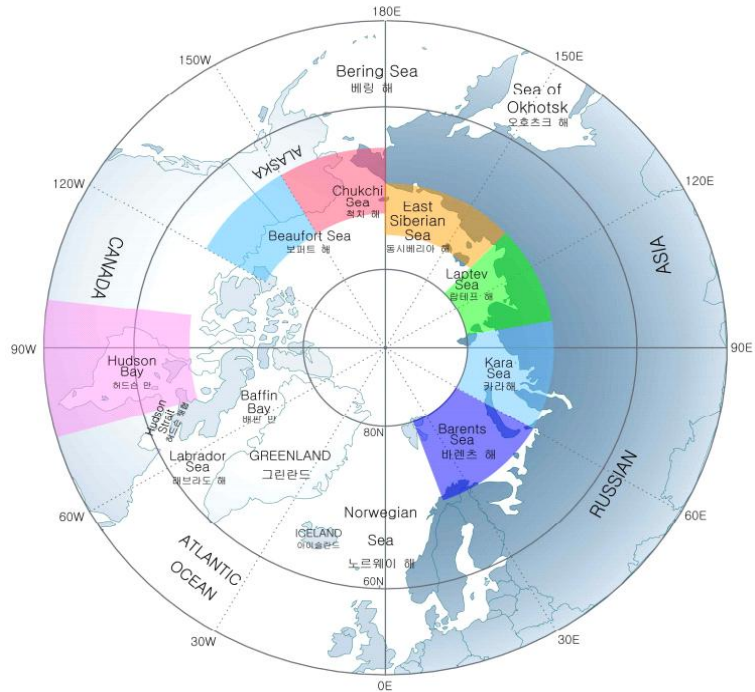 180E
150W
150E
Bering Sea
베링 해
Sea of
Okhotsk
오호츠크 해
ALASKA
120W
120E
Chukchi
Sea
척치 해
East
Siberian
Sea
동시베리아 해
Beaufort Sea
보퍼트 해
CANADA
ASIA
Laptev
Sea
랍테프 해
90W
90E
Hudson
Bay
허드슨 만
Kara
Sea
카라해
Hudson
Strait
허드슨 해협
Baffin
Bay
배핀 만
80N
Barents
Sea
바렌츠 해
Labrador
Sea
래브라도 해
GREENLAND
그린란드
RUSSIAN
60W
60E
Norwegian
Sea
노르웨이 해
ICELAND
아이슬란드
ATLANTIC
OCEAN
60N
30W
30E
0E